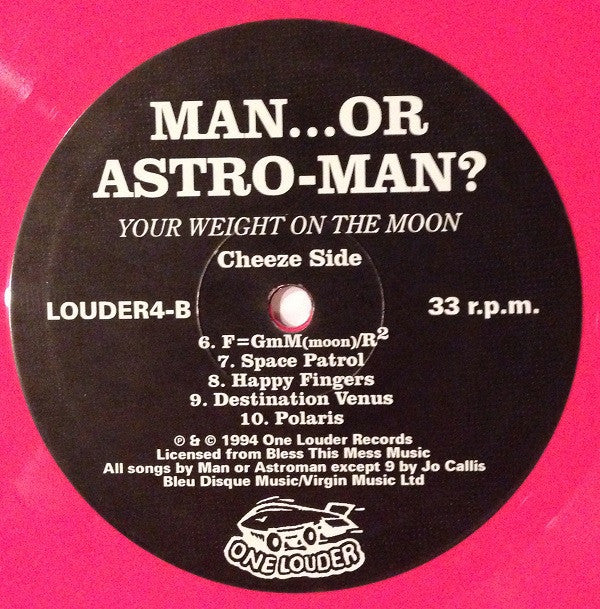 MAN...OR
ASTRO-MAN?
YOUR WEIGHT ON THE MOON
Cheeze Side
LOUDER4-B
33 r.p.m.
6. F=GmM(moon)/R²
7. Space Patrol
8. Happy Fingers
9. Destination Venus
10. Polaris
℗ & © 1994 One Louder Records
Licensed from Bless This Mess Music
All songs by Man or Astroman except 9 by Jo Callis
Bleu Disque Music/Virgin Music Ltd
ONE LOUDER